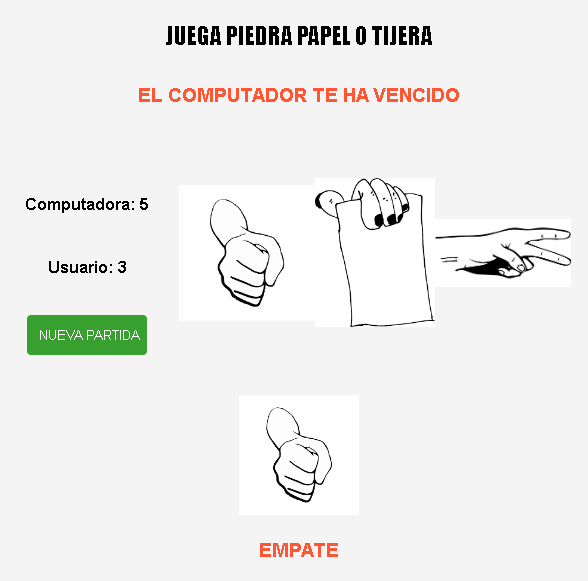 JUEGA PIEDRA PAPEL O TIJERA
EL COMPUTADOR TE HA VENCIDO
Computadora: 5
Usuario: 3
NUEVA PARTIDA
EMPATE